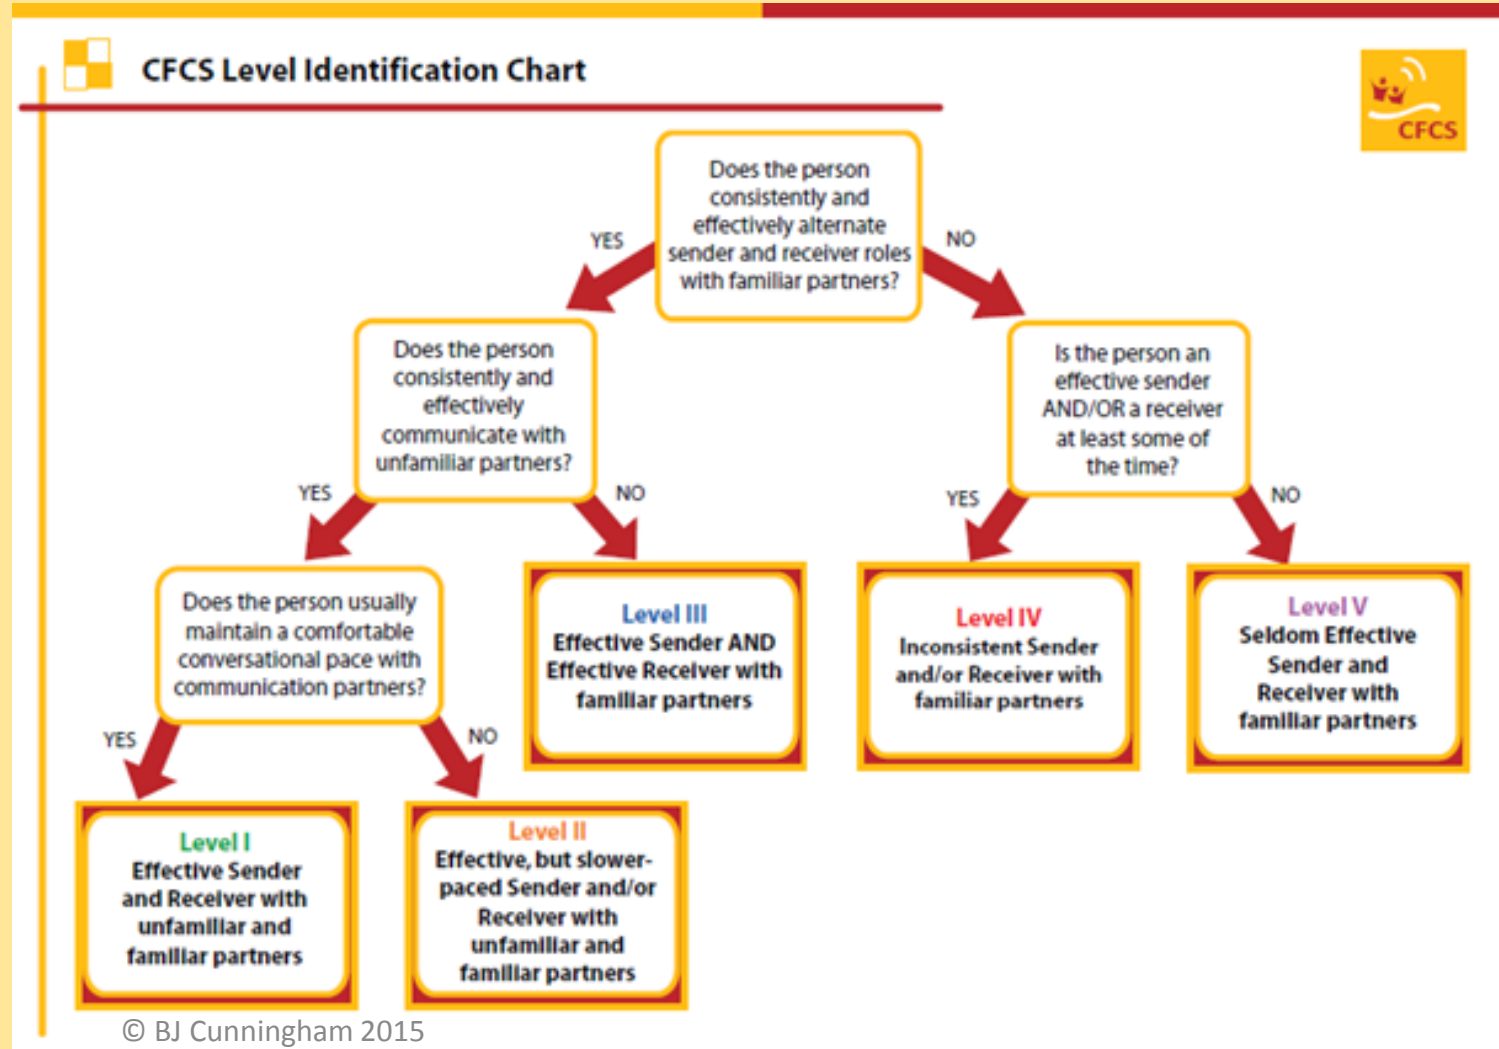 CFCS Level Identification Chart
CFCS
Does the person
consistently and
effectively alternate
sender and receiver roles
with familiar partners?
YES
NO
Does the person
consistently and
effectively
communicate with
unfamiliar partners?
Is the person an
effective sender
AND/OR a receiver
at least some of
the time?
YES
NO
YES
NO
Does the person usually
maintain a comfortable
conversational pace with
communication partners?
Level III
Effective Sender AND
Effective Receiver with
familiar partners
Level IV
Inconsistent Sender
and/or Receiver with
familiar partners
Level V
Seldom Effective
Sender and
Receiver with
familiar partners
YES
NO
Level I
Effective Sender
and Receiver with
unfamiliar and
familiar partners
Level II
Effective, but slower-
paced Sender and/or
Receiver with
unfamiliar and
familiar partners
© BJ Cunningham 2015